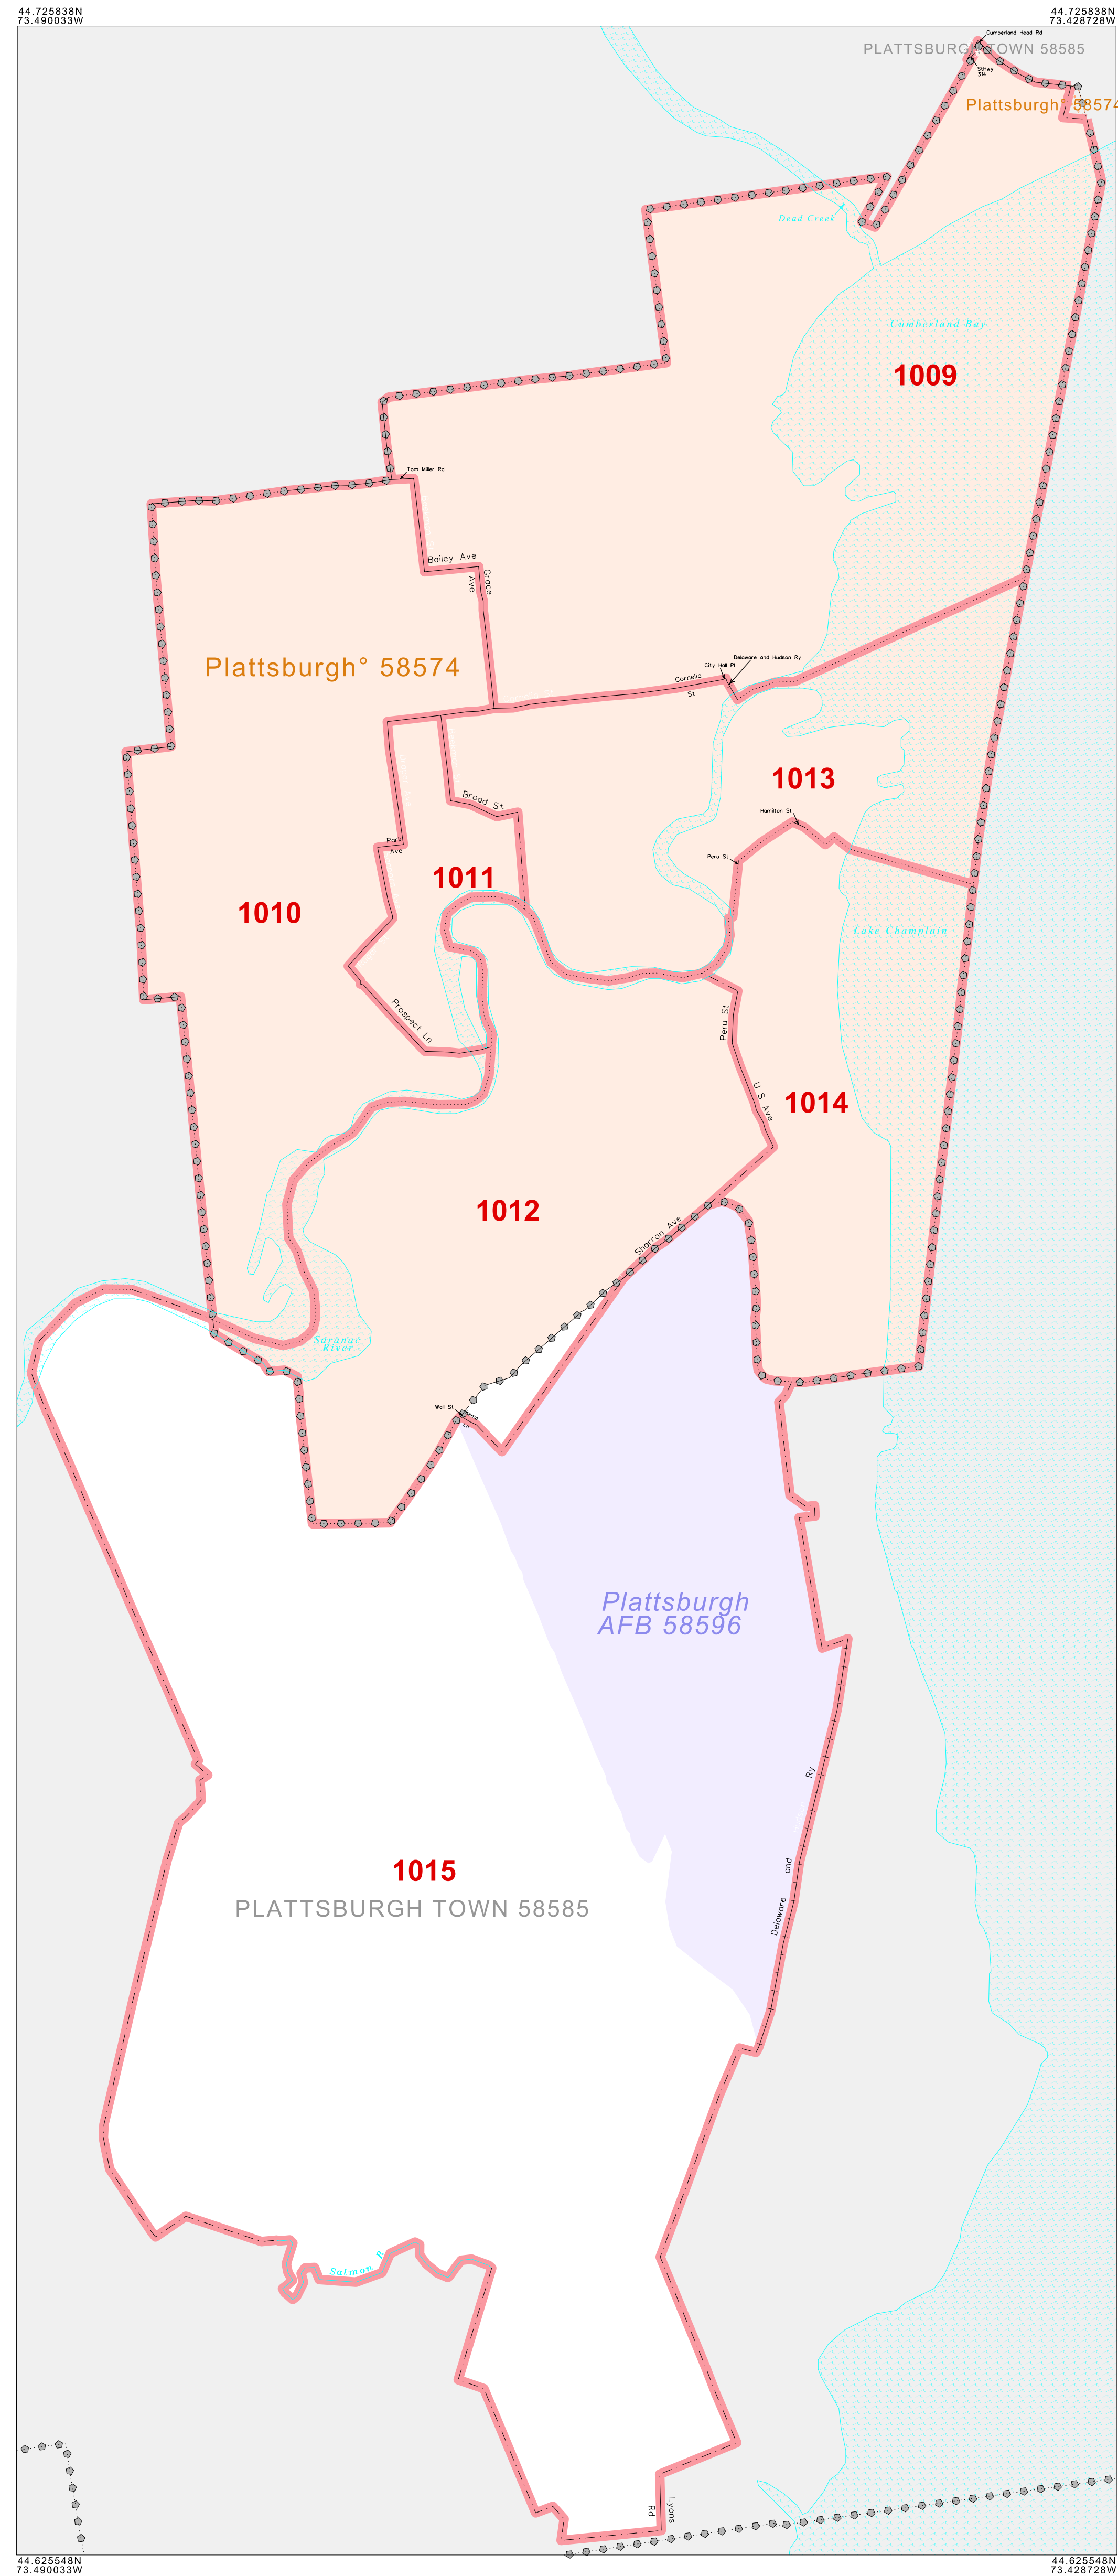 44.725838N
73.490033W
44.725838N
73.428728W
Cumberland Head Rd
PLATTSBURGH TOWN 58585
StHwy
314
Plattsburgh° 58574
Dead Creek
Cumberland Bay
1009
Tom Miller Rd
Bailey Ave
Grace
Ave
Plattsburgh° 58574
Delaware and Hudson Ry
City Hall Pl
Cornelia
St
1013
Broad St
Hamilton St
Park
Ave
Peru St
1011
1010
Lake Champlain
Prospect Ln
Peru St
U S Ave
1014
1012
Sharron Ave
Saranac
River
Wall St
Ln
Plattsburgh
AFB 58596
Ry
and
Delaware
1015
PLATTSBURGH TOWN 58585
Salmon R
Lyons
Rd
44.625548N
73.490033W
44.625548N
73.428728W